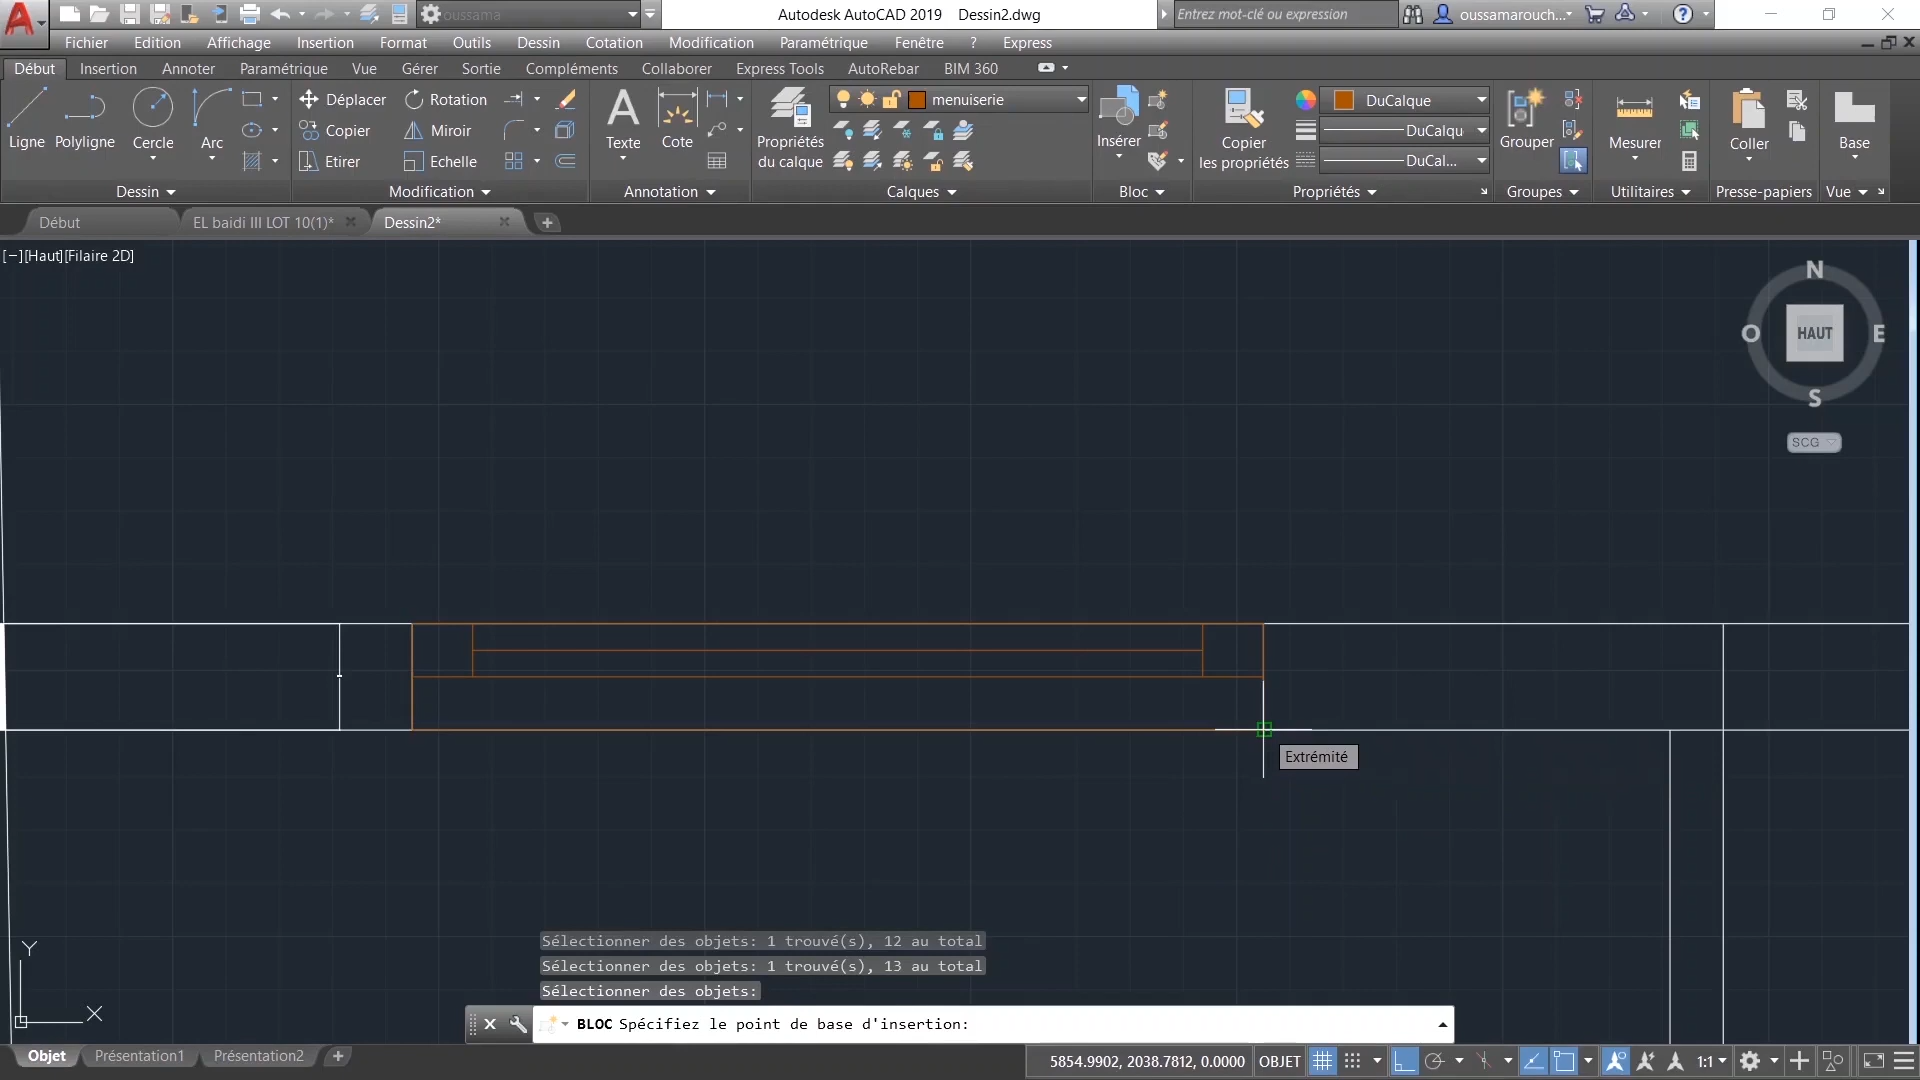 oussama
Autodesk AutoCAD 2019 Dessin2.dwg
Entrez mot-clé ou expression
oussamarouch...
Fichier Edition Affichage Insertion Format Outils Dessin Cotation Modification Paramétrique Fenêtre ? Express
Début Insertion Annoter Paramétrique Vue Gérer Sortie Compléments Collaborer Express Tools AutoRebar BIM 360
Ligne Polyligne Cercle Arc
Déplacer Rotation
Copier Miroir
Etirer Echelle
Texte Cote
Propriétés du calque
menuiserie
Insérer
Copier les propriétés
DuCalque
DuCalqu
DuCal...
Grouper
Mesurer
Coller
Base
Dessin Modification Annotation Calques Bloc Propriétés Groupes Utilitaires Presse-papiers Vue
Début EL baidi III LOT 10(1)* Dessin2*
[−][Haut][Filaire 2D]
N
O HAUT E
S
SCG
Extrémité
Y
X
Sélectionner des objets: 1 trouvé(s), 12 au total
Sélectionner des objets: 1 trouvé(s), 13 au total
Sélectionner des objets:
BLOC Spécifiez le point de base d'insertion:
Objet Présentation1 Présentation2
5854.9902, 2038.7812, 0.0000 OBJET 1:1